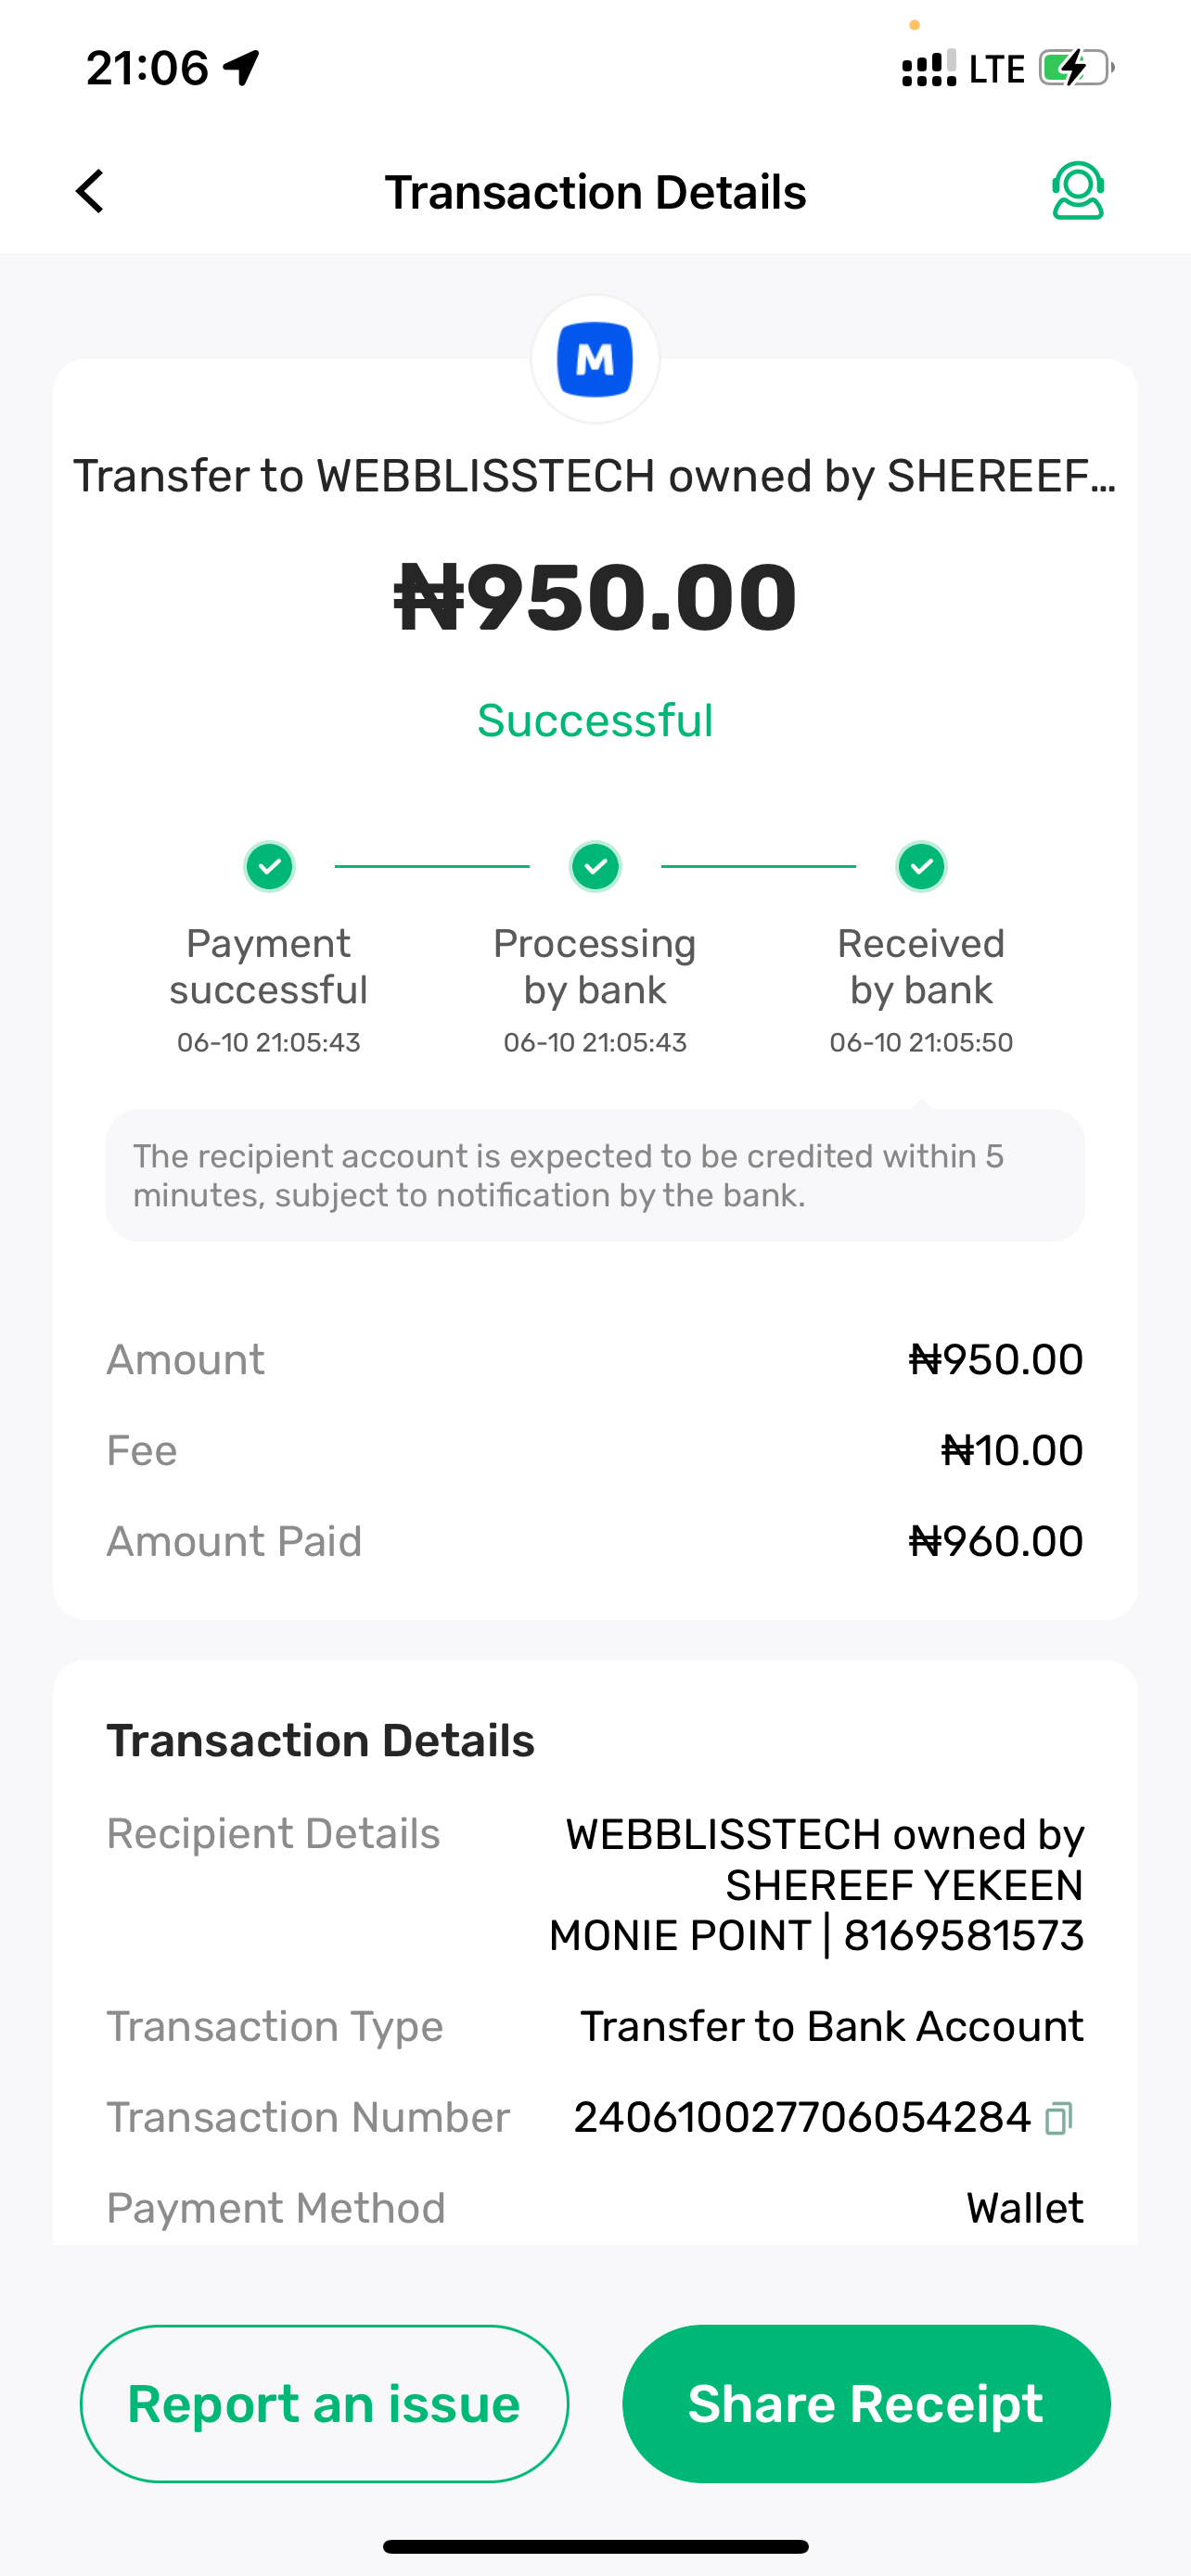 21:06
LTE
Transaction Details
M
Transfer to WEBBLISSTECH owned by SHEREEF...
₦950.00
Successful
Payment successful
06-10 21:05:43
Processing by bank
06-10 21:05:43
Received by bank
06-10 21:05:50
The recipient account is expected to be credited within 5
minutes, subject to notification by the bank.
Amount ₦950.00
Fee ₦10.00
Amount Paid ₦960.00
Transaction Details
Recipient Details WEBBLISSTECH owned by
SHEREEF YEKEEN
MONIE POINT | 8169581573
Transaction Type Transfer to Bank Account
Transaction Number 240610027706054284
Payment Method Wallet
Report an issue Share Receipt